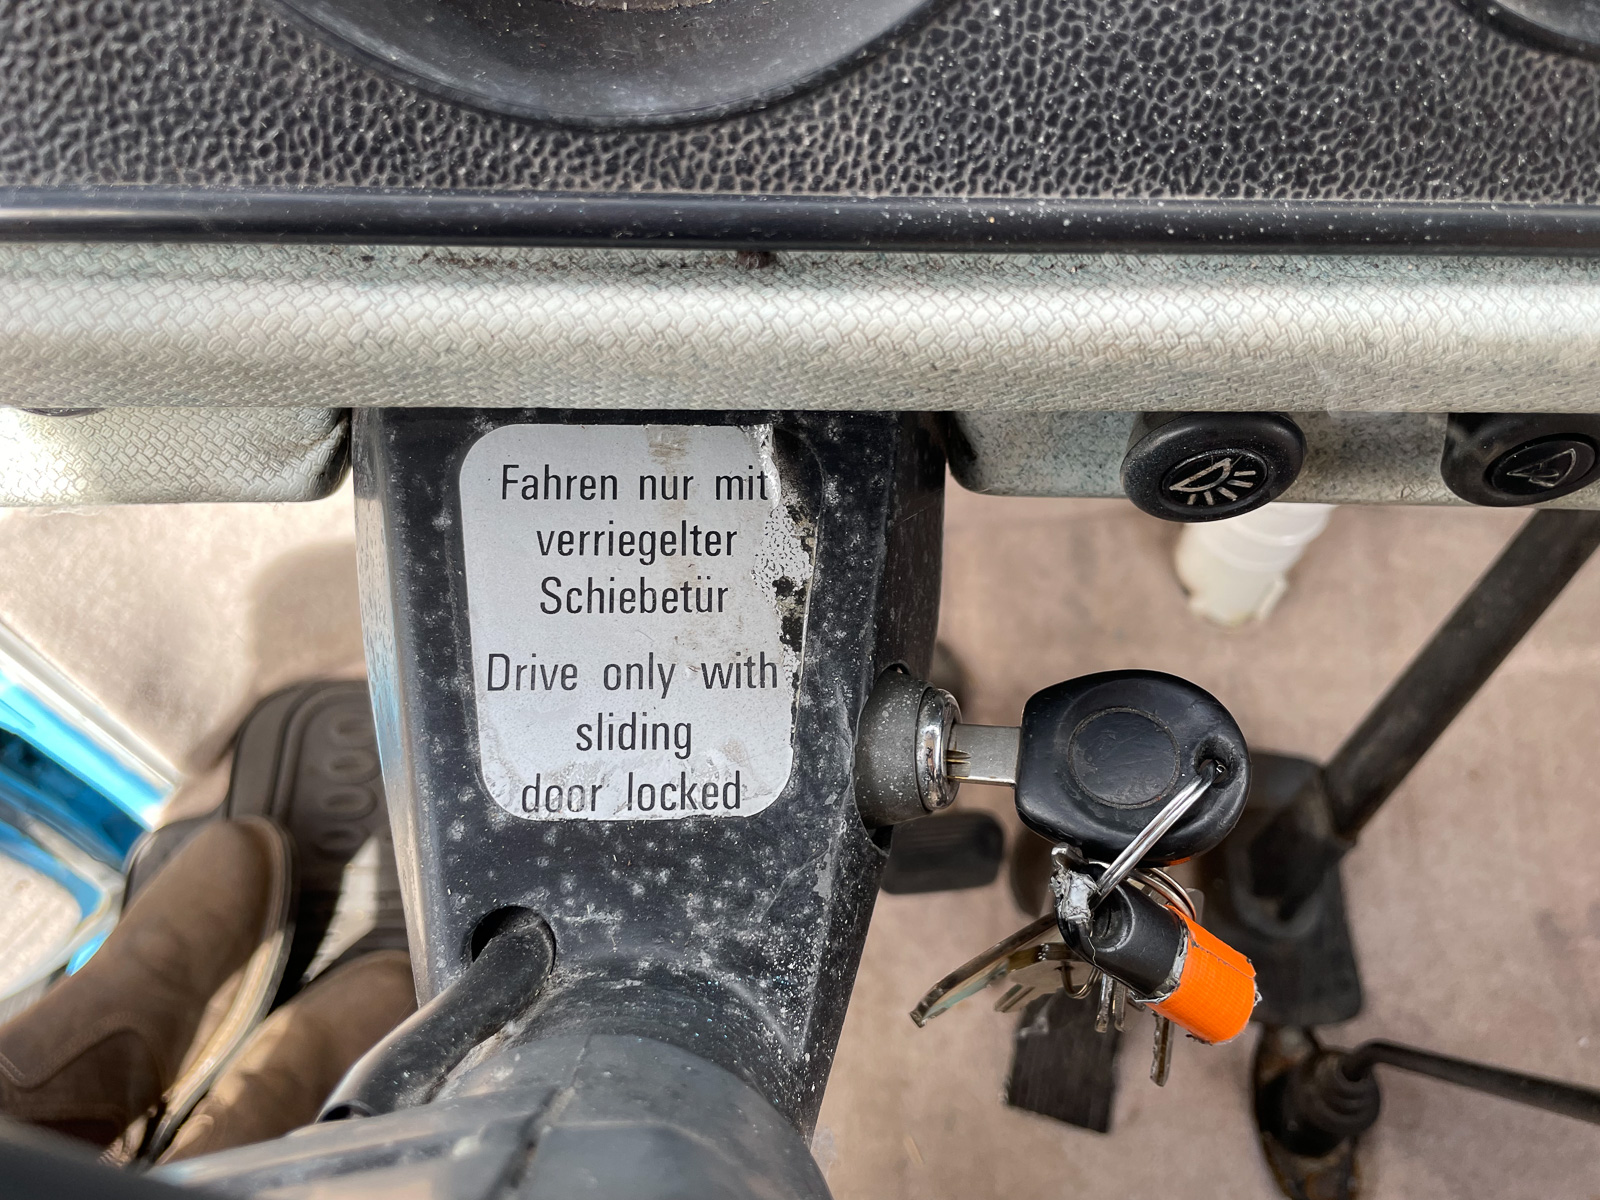 Fahren nur mit
verriegelter
Schiebetür
Drive only with
sliding
door locked